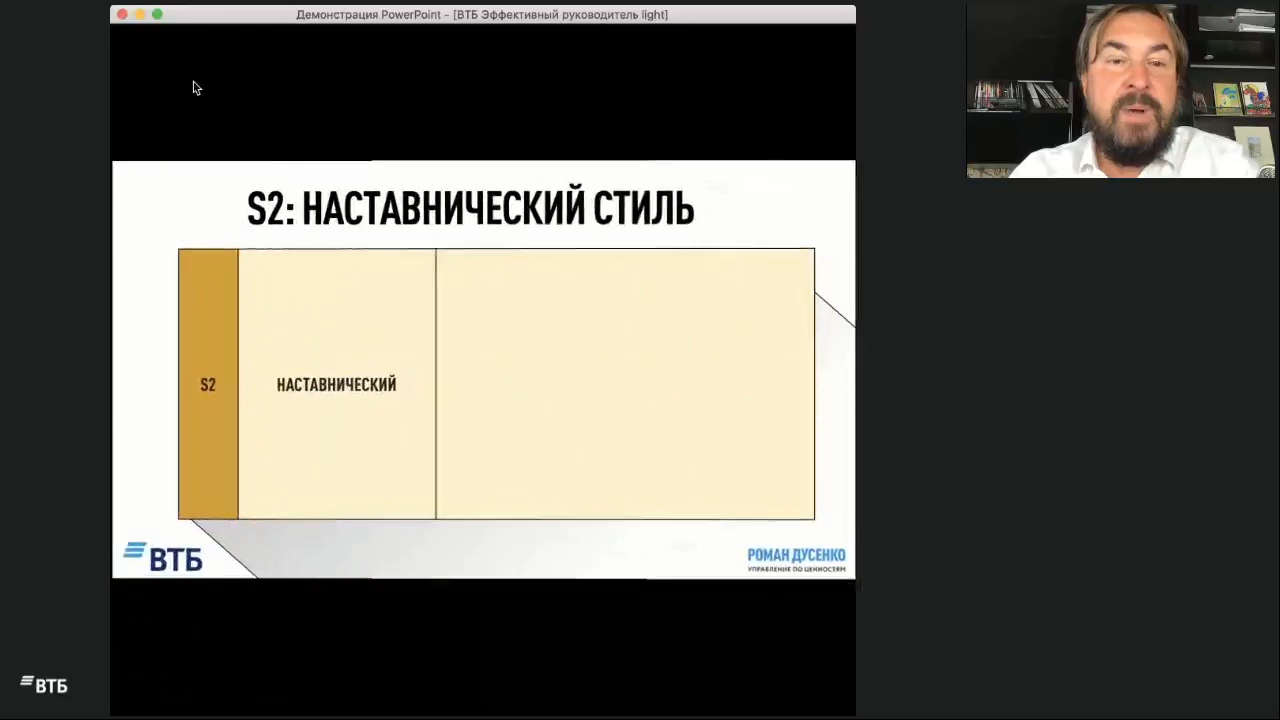 Демонстрация PowerPoint - [ВТБ Эффективный руководитель light]
S2: НАСТАВНИЧЕСКИЙ СТИЛЬ
S2
НАСТАВНИЧЕСКИЙ
ВТБ
РОМАН ДУСЕНКО
УПРАВЛЕНИЕ ПО ЦЕННОСТЯМ
ВТБ